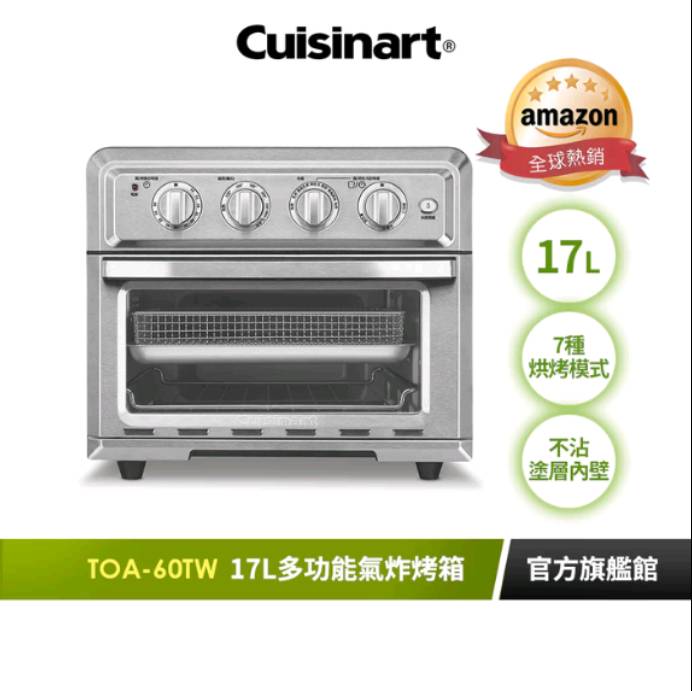 Cuisinart®
amazon
全球熱銷
17L
7種
烘烤模式
不沾
塗層內壁
Cuisinart
TOA-60TW 17L多功能氣炸烤箱
官方旗艦館